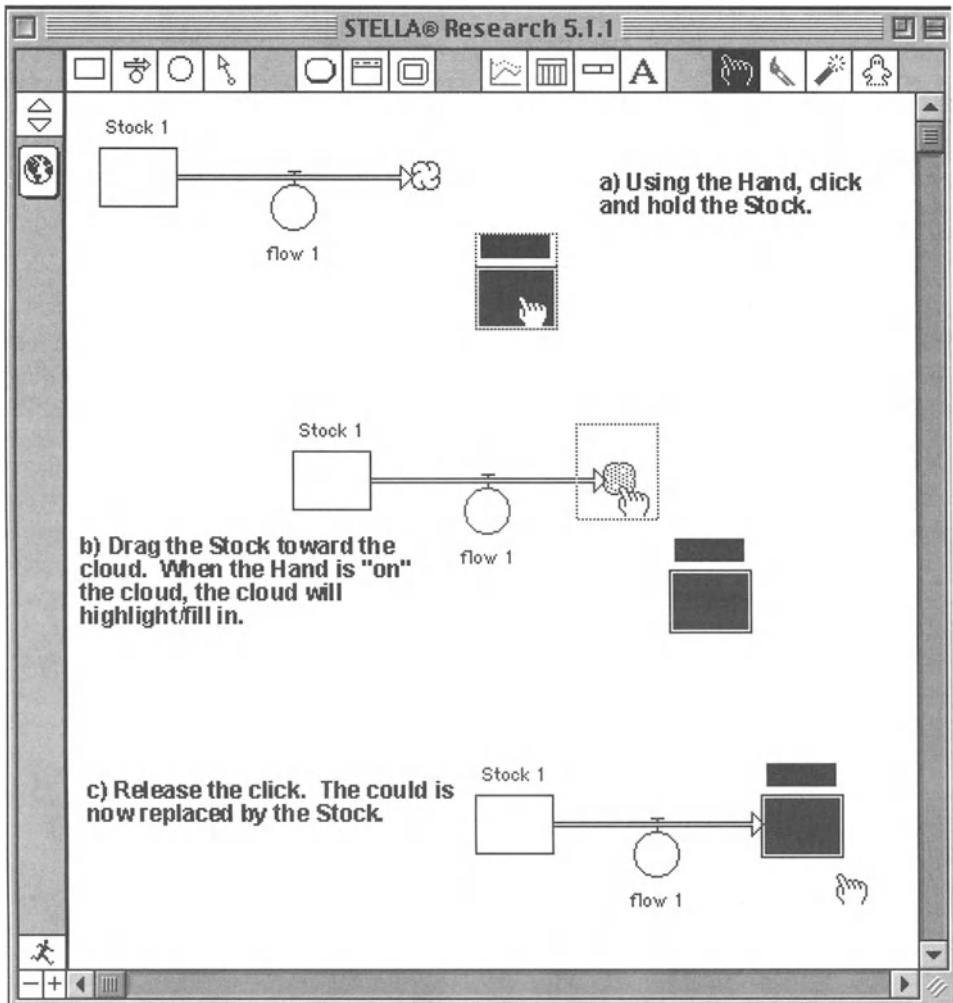 STELLA® Research 5.1.1
A
Stock 1
flow 1
a) Using the Hand, click
and hold the Stock.
Stock 1
flow 1
b) Drag the Stock toward the
cloud. When the Hand is "on"
the cloud, the cloud will
highlight/fill in.
Stock 1
flow 1
c) Release the click. The could is
now replaced by the Stock.